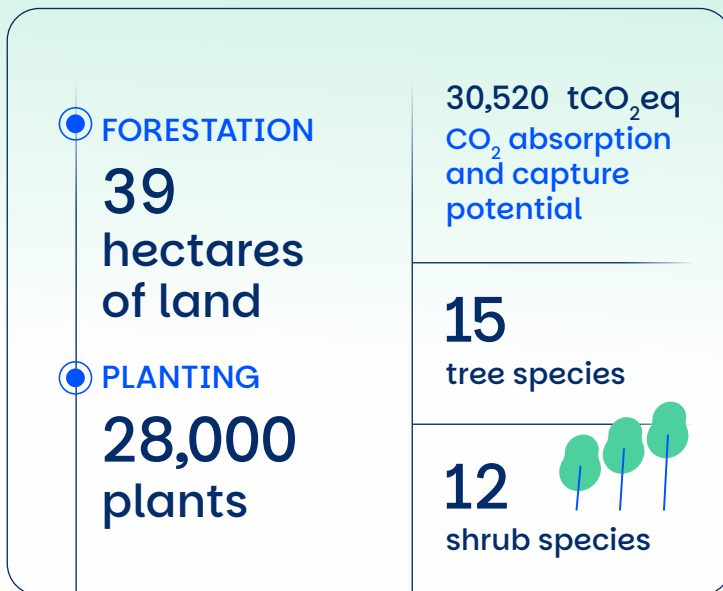 FORESTATION
39
hectares
of land
PLANTING
28,000
plants
30,520 tCO₂eq
CO₂ absorption
and capture
potential
15
tree species
12
shrub species